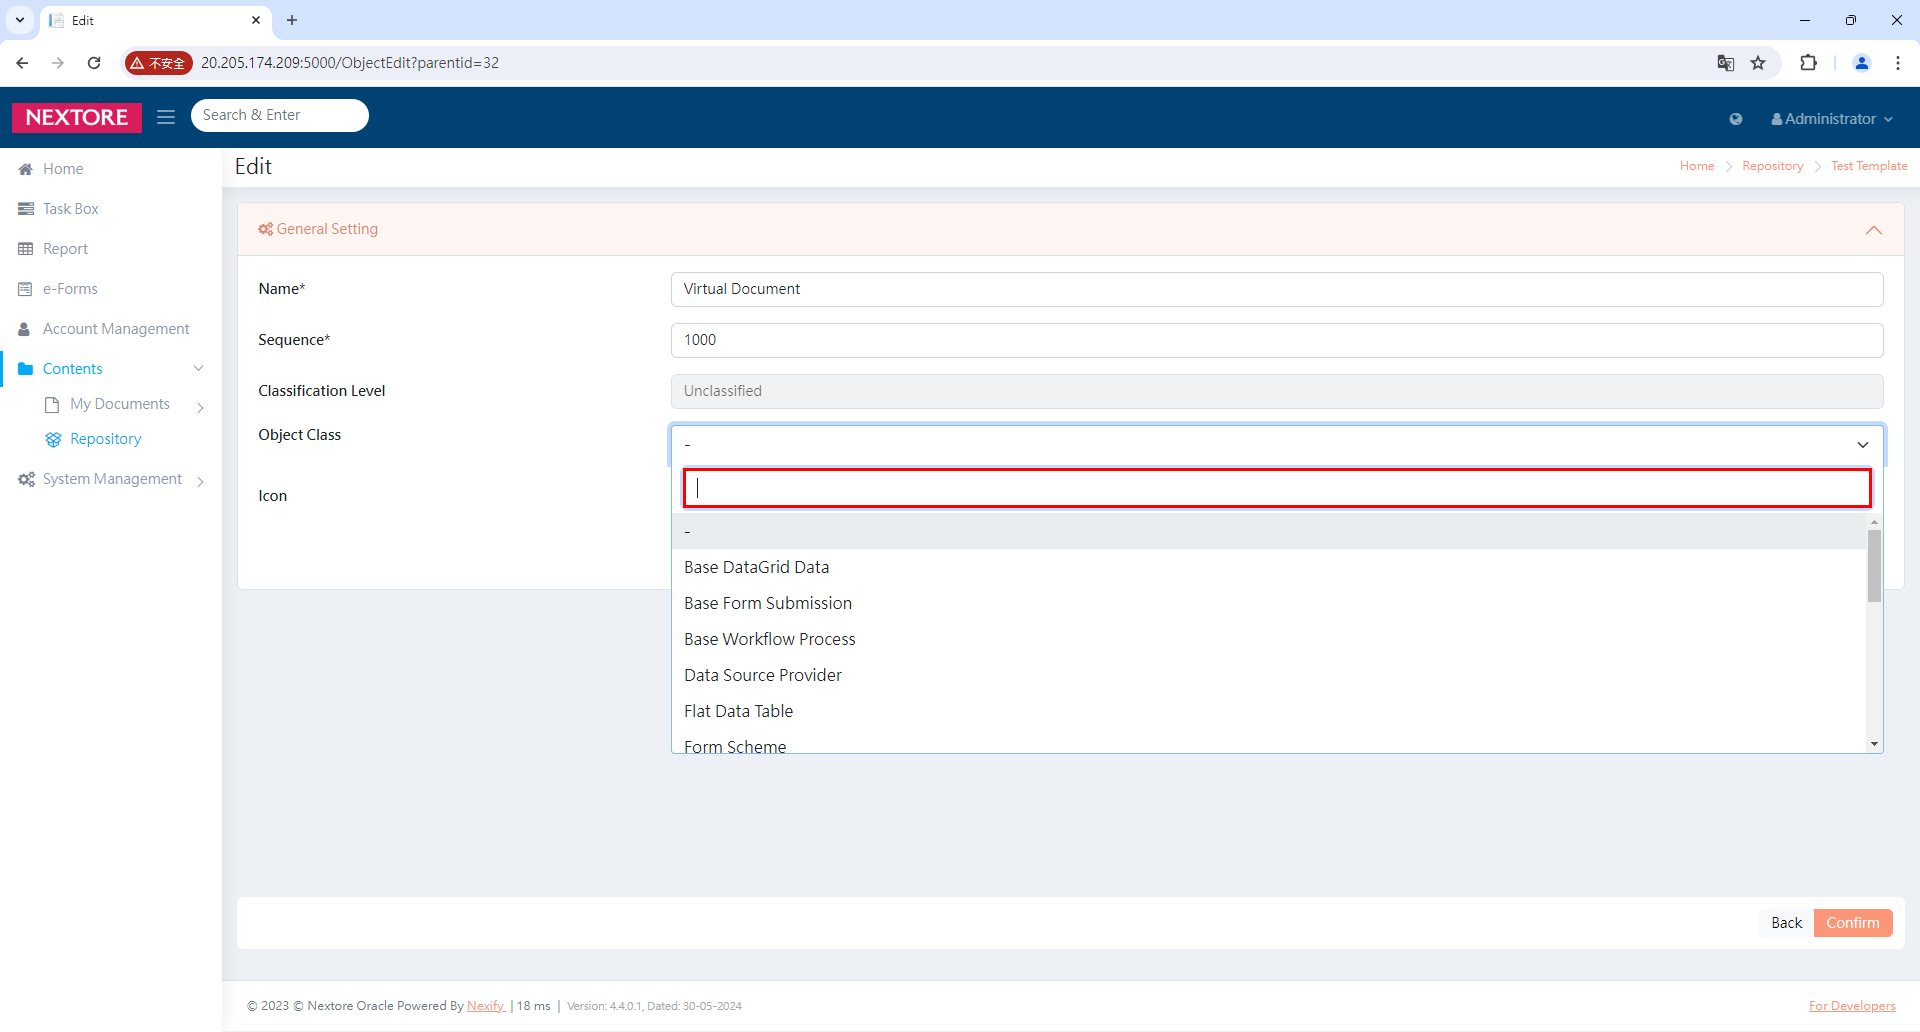 Edit
不安全 20.205.174.209:5000/ObjectEdit?parentid=32
NEXTORE Search & Enter Administrator
Home
Task Box
Report
e-Forms
Account Management
Contents
My Documents
Repository
System Management
Edit Home Repository Test Template
General Setting
Name* Virtual Document
Sequence* 1000
Classification Level Unclassified
Object Class -
Icon
-
Base DataGrid Data
Base Form Submission
Base Workflow Process
Data Source Provider
Flat Data Table
Form Scheme
Back Confirm
© 2023 © Nextore Oracle Powered By Nexify | 18 ms | Version: 4.4.0.1, Dated: 30-05-2024 For Developers